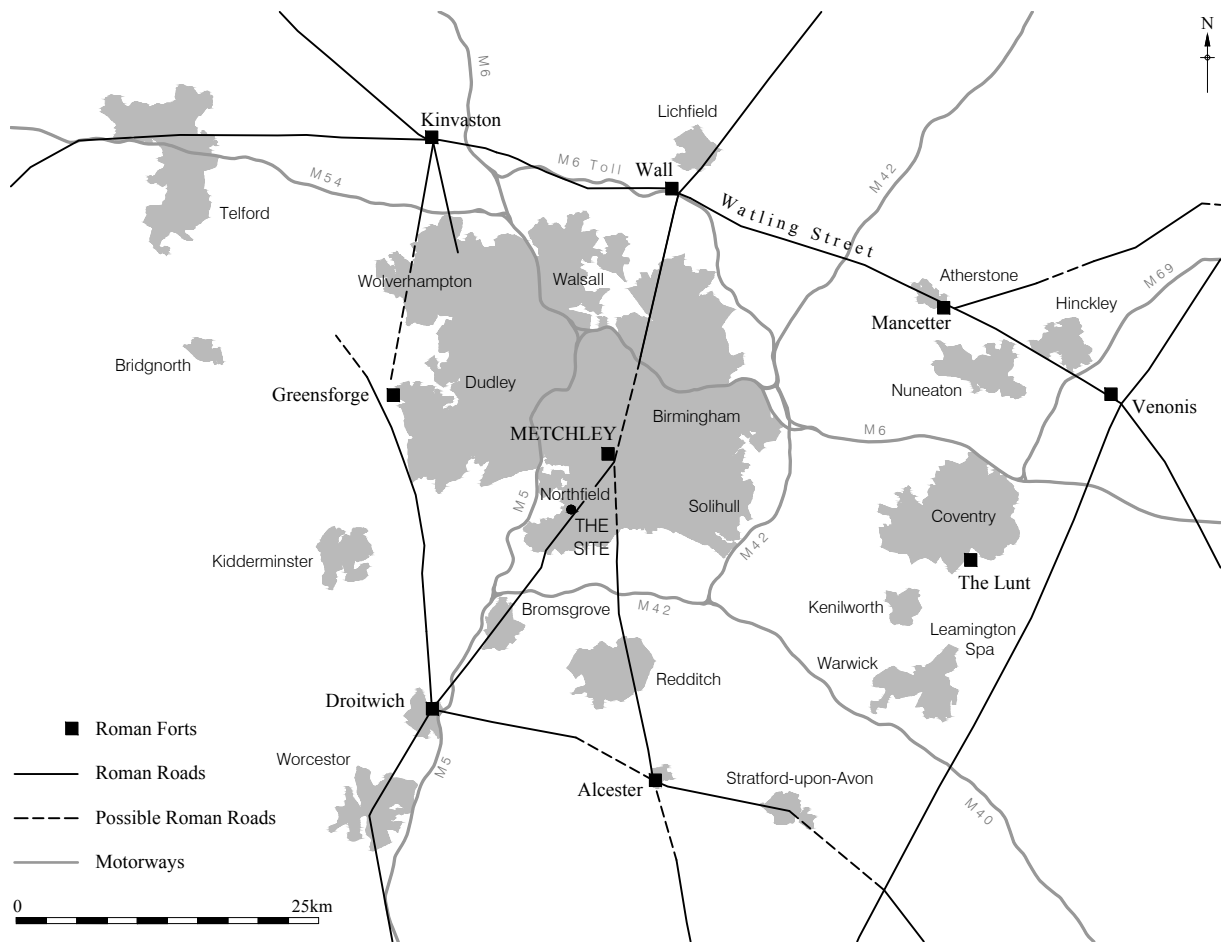 N
M6
Kinvaston
Lichfield
M6 Toll
Wall
M42
M54
Telford
Watling Street
Wolverhampton
Walsall
Atherstone
M69
Hinckley
Mancetter
Bridgnorth
Greensforge
Dudley
Nuneaton
Birmingham
Venonis
METCHLEY
M6
M5
Northfield
Solihull
THE
SITE
Coventry
M42
Kidderminster
The Lunt
Bromsgrove
M42
Kenilworth
Leamington
Spa
Warwick
Redditch
Droitwich
Roman Forts
Worcestor
M5
Roman Roads
Stratford-upon-Avon
Alcester
M40
Possible Roman Roads
Motorways
0
25km